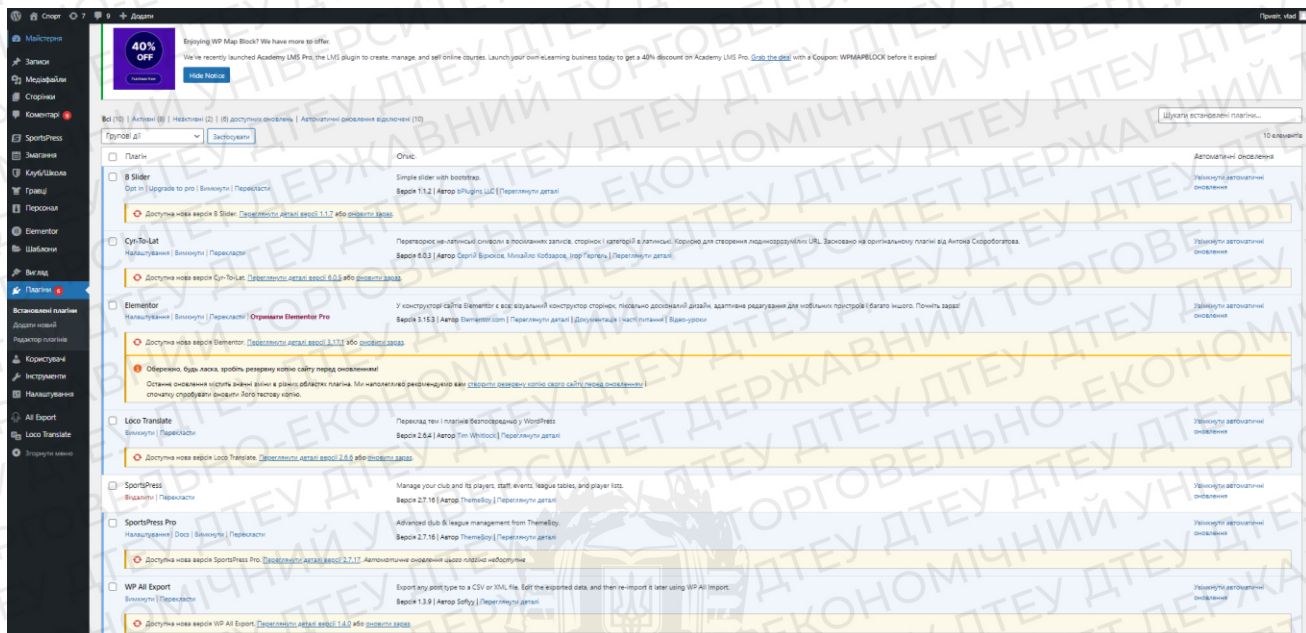 Спорт 7 9 + Додати
Привіт, vlad
Майстерня
Записи
Медіафайли
Сторінки
Коментарі 9
SportsPress
Змагання
Клуб/Школа
Гравці
Персонал
Elementor
Шаблони
Вигляд
Плагіни 6
Встановлені плагіни
Додати новий
Редактор плагінів
Користувачі
Інструменти
Налаштування
All Export
Loco Translate
Згорнути меню
40%
OFF
Purchase Now
Enjoying WP Map Block? We have more to offer.
We've recently launched Academy LMS Pro, the LMS plugin to create, manage, and sell online courses. Launch your own eLearning business today to get a 40% discount on Academy LMS Pro. Grab the deal with a Coupon: WPMAPBLOCK before it expires!
Hide Notice
Всі (10) | Активні (8) | Неактивні (2) | (6) доступних оновлень | Автоматичні оновлення відключені (10)
Шукати встановлені плагіни...
Групові дії
Застосувати
10 елементів
Плагін Опис Автоматичні оновлення
B Slider
Opt In | Upgrade to pro | Вимкнути | Перекласти
Simple slider with bootstrap.
Версія 1.1.2 | Автор bPlugins LLC | Переглянути деталі
Увімкнути автоматичні
оновлення
Доступна нова версія B Slider. Переглянути деталі версії 1.1.7 або оновити зараз.
Cyr-To-Lat
Налаштування | Вимкнути | Перекласти
Перетворює не-латинські символи в посиланнях записів, сторінок і категорій в латинські. Корисно для створення людинозрозумілих URL. Засновано на оригінальному плагіні від Антона Скоробогатова.
Версія 6.0.3 | Автор Сергій Бірюков, Михайло Кобзарьов, Ігор Гергель | Переглянути деталі
Увімкнути автоматичні
оновлення
Доступна нова версія Cyr-To-Lat. Переглянути деталі версії 6.0.5 або оновити зараз.
Elementor
Налаштування | Вимкнути | Перекласти | Отримати Elementor Pro
У конструкторі сайтів Elementor є все: візуальний конструктор сторінок, піксельно досконалий дизайн, адаптивне редагування для мобільних пристроїв і багато іншого. Почніть зараз!
Версія 3.15.3 | Автор Elementor.com | Переглянути деталі | Документація і часті питання | Відео-уроки
Увімкнути автоматичні
оновлення
Доступна нова версія Elementor. Переглянути деталі версії 3.17.1 або оновити зараз.
Обережно, будь ласка, зробіть резервну копію сайту перед оновленням!
Останнє оновлення містить значні зміни в різних областях плагіна. Ми наполегливо рекомендуємо вам створити резервну копію свого сайту перед оновленням і
спочатку спробувати оновити його тестову копію.
Loco Translate
Вимкнути | Перекласти
Переклад тем і плагінів безпосередньо у WordPress
Версія 2.6.4 | Автор Tim Whitlock | Переглянути деталі
Увімкнути автоматичні
оновлення
Доступна нова версія Loco Translate. Переглянути деталі версії 2.6.6 або оновити зараз.
SportsPress
Видалити | Перекласти
Manage your club and its players, staff, events, league tables, and player lists.
Версія 2.7.16 | Автор ThemeBoy | Переглянути деталі
Увімкнути автоматичні
оновлення
SportsPress Pro
Налаштування | Docs | Вимкнути | Перекласти
Advanced club & league management from ThemeBoy.
Версія 2.7.16 | Автор ThemeBoy | Переглянути деталі
Увімкнути автоматичні
оновлення
Доступна нова версія SportsPress Pro. Переглянути деталі версії 2.7.17. Автоматичне оновлення цього плагіна недоступне
WP All Export
Вимкнути | Перекласти
Export any post type to a CSV or XML file. Edit the exported data, and then re-import it later using WP All Import.
Версія 1.3.9 | Автор Soflyy | Переглянути деталі
Увімкнути автоматичні
оновлення
Доступна нова версія WP All Export. Переглянути деталі версії 1.4.0 або оновити зараз.